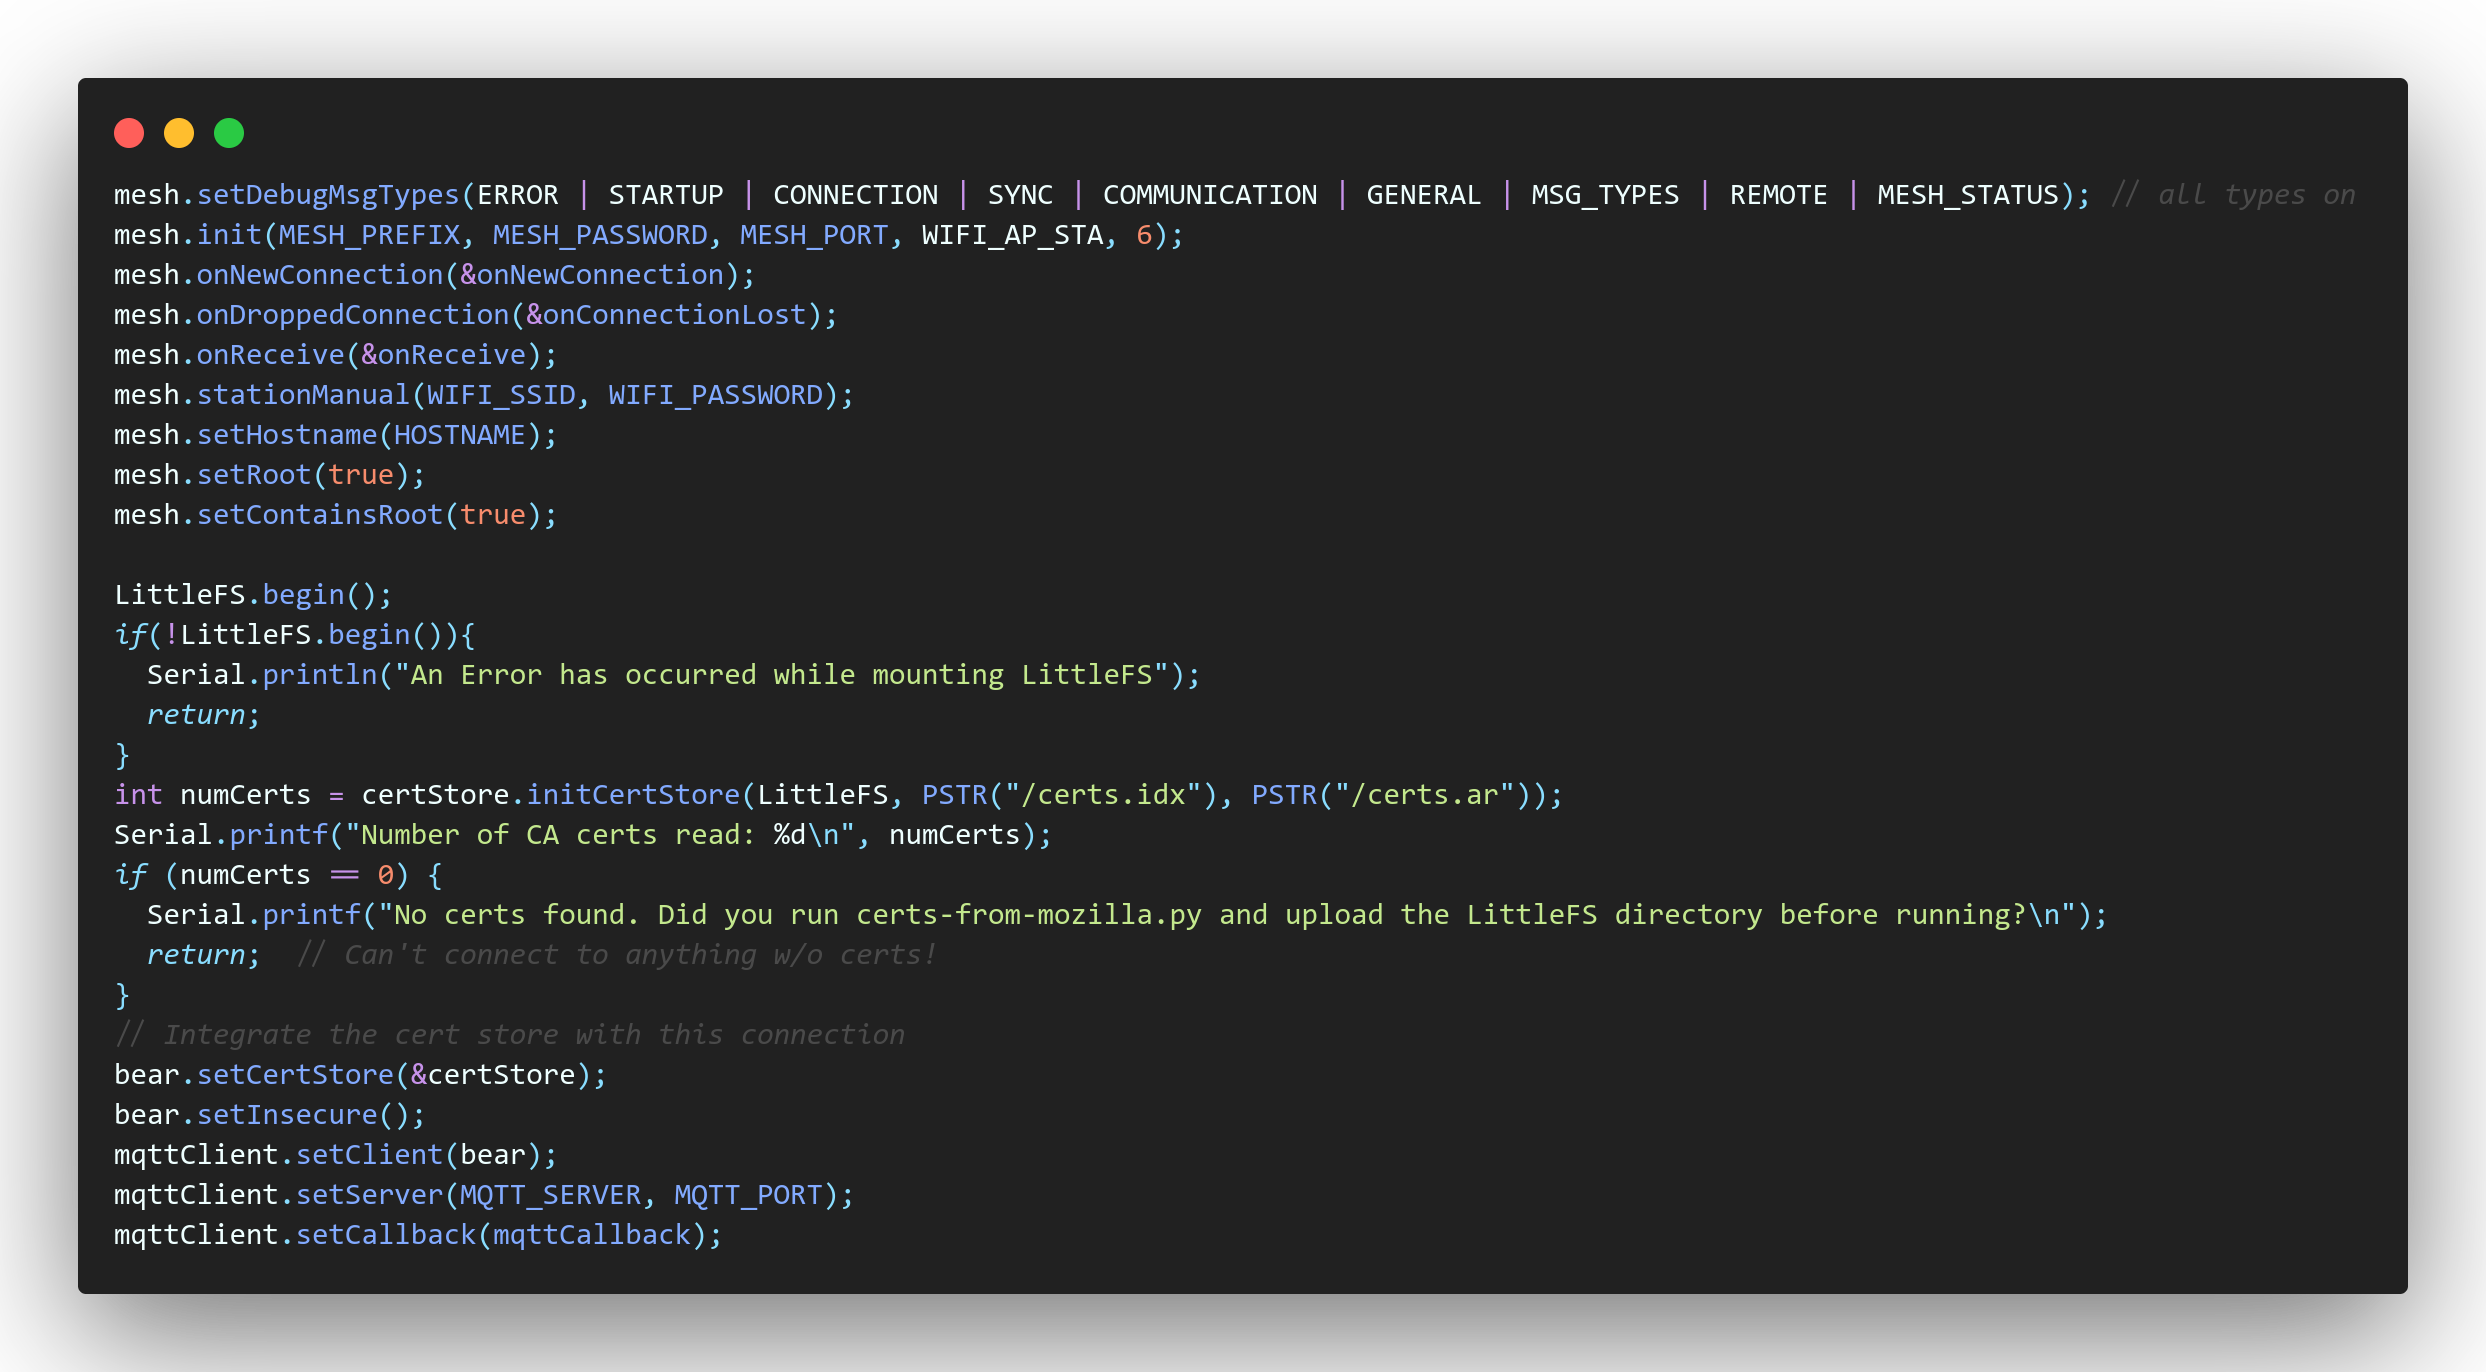 mesh.setDebugMsgTypes(ERROR | STARTUP | CONNECTION | SYNC | COMMUNICATION | GENERAL | MSG_TYPES | REMOTE | MESH_STATUS); // all types on
mesh.init(MESH_PREFIX, MESH_PASSWORD, MESH_PORT, WIFI_AP_STA, 6);
mesh.onNewConnection(&onNewConnection);
mesh.onDroppedConnection(&onConnectionLost);
mesh.onReceive(&onReceive);
mesh.stationManual(WIFI_SSID, WIFI_PASSWORD);
mesh.setHostname(HOSTNAME);
mesh.setRoot(true);
mesh.setContainsRoot(true);

LittleFS.begin();
if(!LittleFS.begin()){
  Serial.println("An Error has occurred while mounting LittleFS");
  return;
}
int numCerts = certStore.initCertStore(LittleFS, PSTR("/certs.idx"), PSTR("/certs.ar"));
Serial.printf("Number of CA certs read: %d\n", numCerts);
if (numCerts == 0) {
  Serial.printf("No certs found. Did you run certs-from-mozilla.py and upload the LittleFS directory before running?\n");
  return;  // Can't connect to anything w/o certs!
}
// Integrate the cert store with this connection
bear.setCertStore(&certStore);
bear.setInsecure();
mqttClient.setClient(bear);
mqttClient.setServer(MQTT_SERVER, MQTT_PORT);
mqttClient.setCallback(mqttCallback);